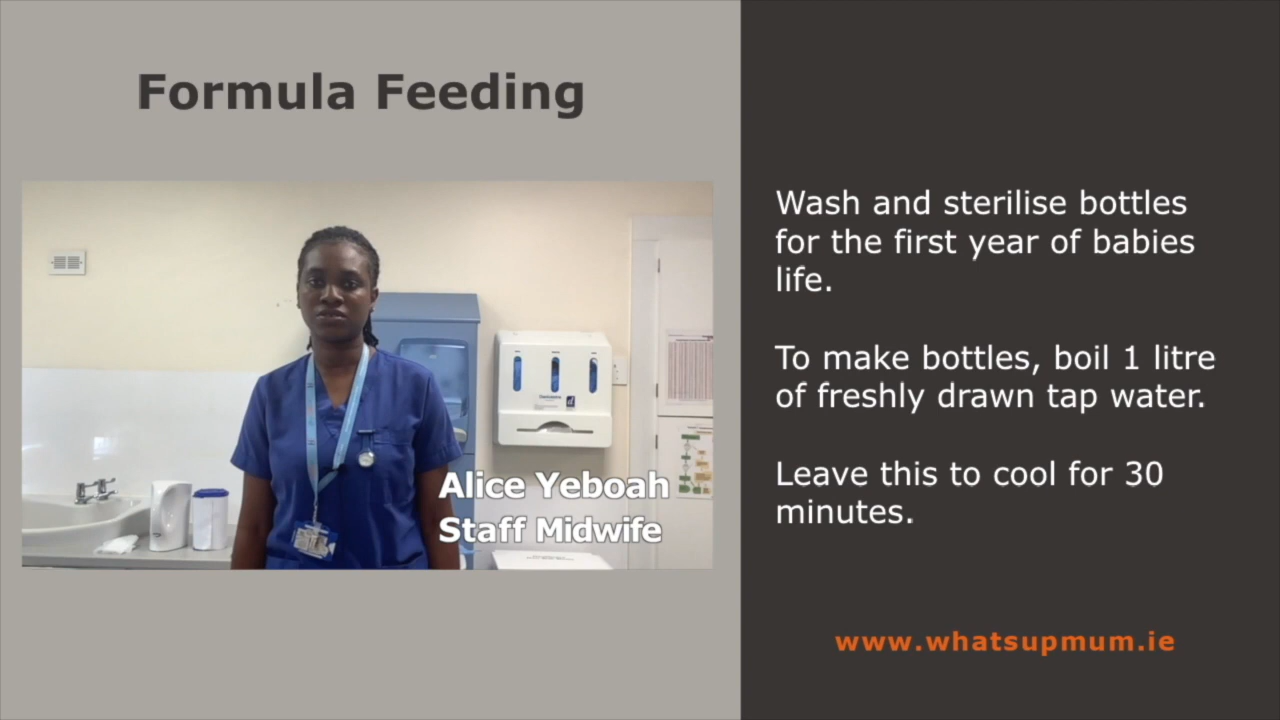 Formula Feeding
Alice Yeboah
Staff Midwife
Wash and sterilise bottles
for the first year of babies
life.
To make bottles, boil 1 litre
of freshly drawn tap water.
Leave this to cool for 30
minutes.
www.whatsupmum.ie